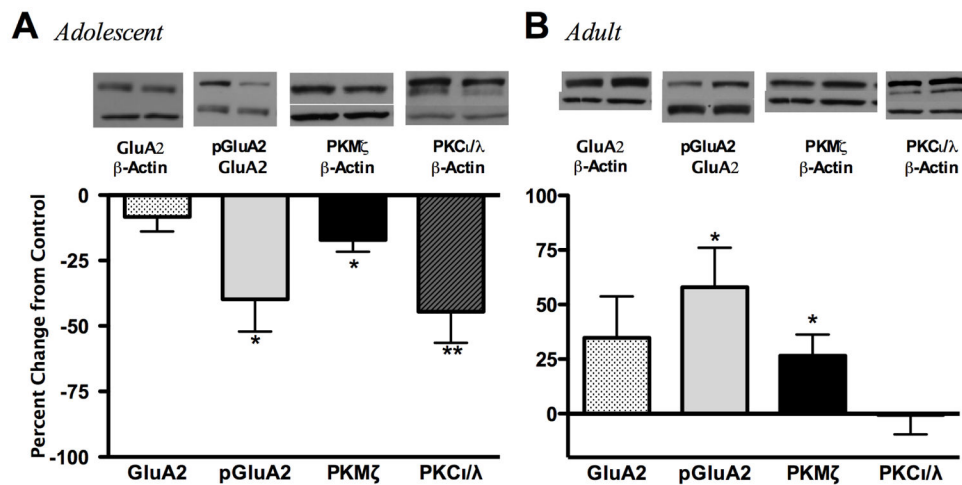 A Adolescent
GluA2 pGluA2 PKMζ PKCι/λ
β-Actin GluA2 β-Actin β-Actin
Percent Change from Control
0
-25
-50
-75
-100
* * **
GluA2 pGluA2 PKMζ PKCι/λ
B Adult
GluA2 pGluA2 PKMζ PKCι/λ
β-Actin GluA2 β-Actin β-Actin
100
75
50
25
0
* *
GluA2 pGluA2 PKMζ PKCι/λ